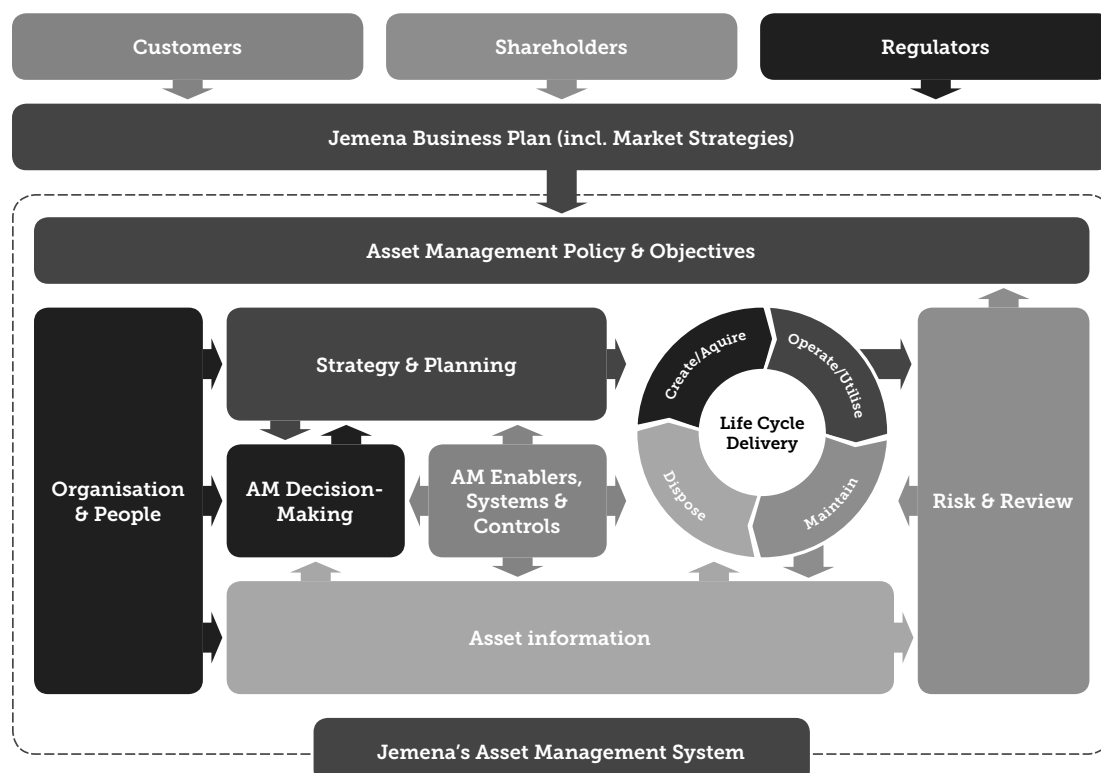 Customers
Shareholders
Regulators
Jemena Business Plan (incl. Market Strategies)
Asset Management Policy & Objectives
Organisation
& People
Strategy & Planning
AM Decision-
Making
AM Enablers,
Systems &
Controls
Create/Aquire
Operate/Utilise
Maintain
Dispose
Life Cycle
Delivery
Risk & Review
Asset information
Jemena’s Asset Management System